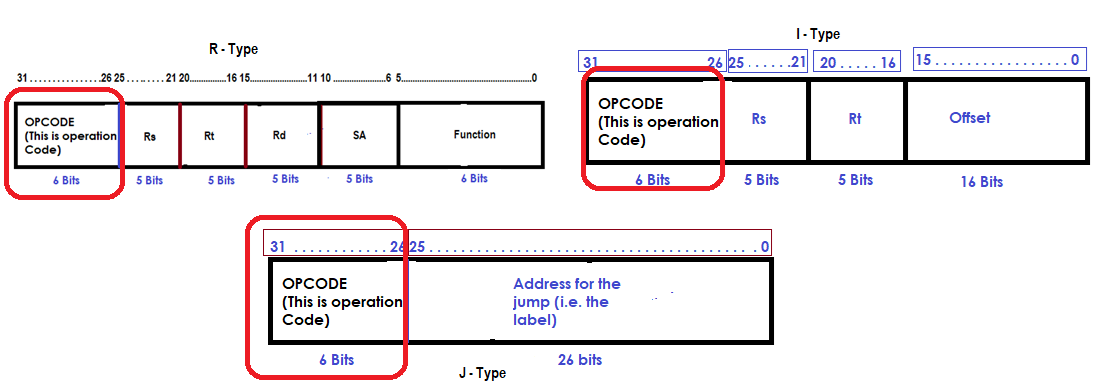 R - Type
31 . . . . . . . . . . . . . . 26 25 . . . . . . . . . . 21 20...............16 15...................11 10 ...................6 5..............................................0
OPCODE
(This is operation
Code)
Rs
Rt
Rd
SA
Function
6 Bits
5 Bits
5 Bits
5 Bits
5 Bits
6 Bits
I - Type
31 26 25 . . . . . . 21 20 . . . . . 16 15 . . . . . . . . . . . . . . . . 0
OPCODE
(This is operation
Code)
Rs
Rt
Offset
6 Bits
5 Bits
5 Bits
16 Bits
31 . . . . . . . . . . . . 26 25 . . . . . . . . . . . . . . . . . . . . . . . . . . . . . . . . . . . . . . . . 0
OPCODE
(This is operation
Code)
Address for the
jump (i.e. the
label)
6 Bits
26 bits
J - Type